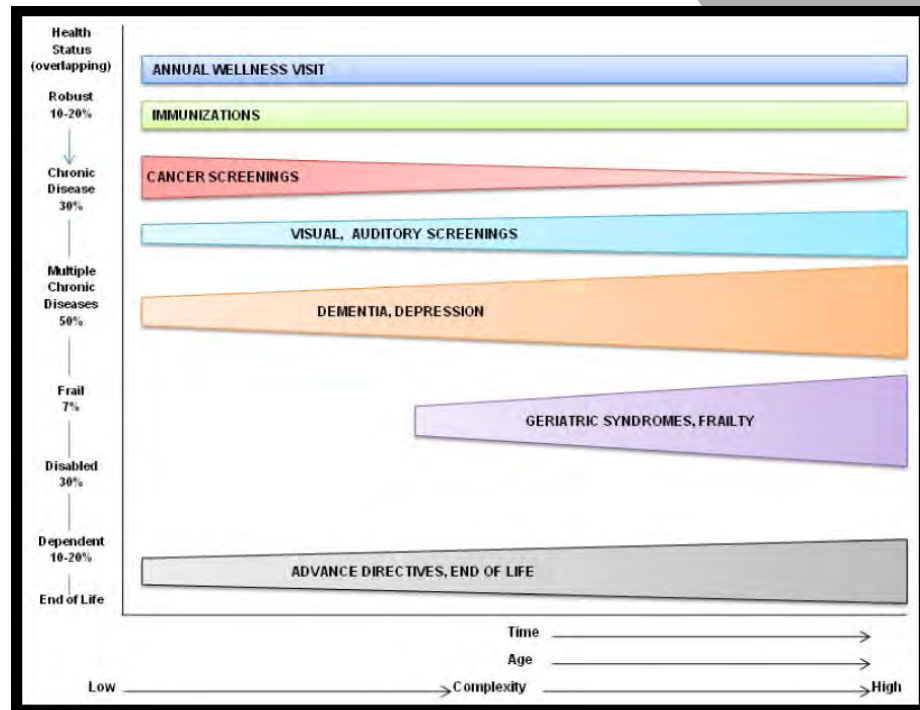 Health
Status
(overlapping)
Robust
10-20%
Chronic
Disease
30%
Multiple
Chronic
Diseases
50%
Frail
7%
Disabled
30%
Dependent
10-20%
End of Life
ANNUAL WELLNESS VISIT
IMMUNIZATIONS
CANCER SCREENINGS
VISUAL, AUDITORY SCREENINGS
DEMENTIA, DEPRESSION
GERIATRIC SYNDROMES, FRAILTY
ADVANCE DIRECTIVES, END OF LIFE
Time
Age
Low Complexity High